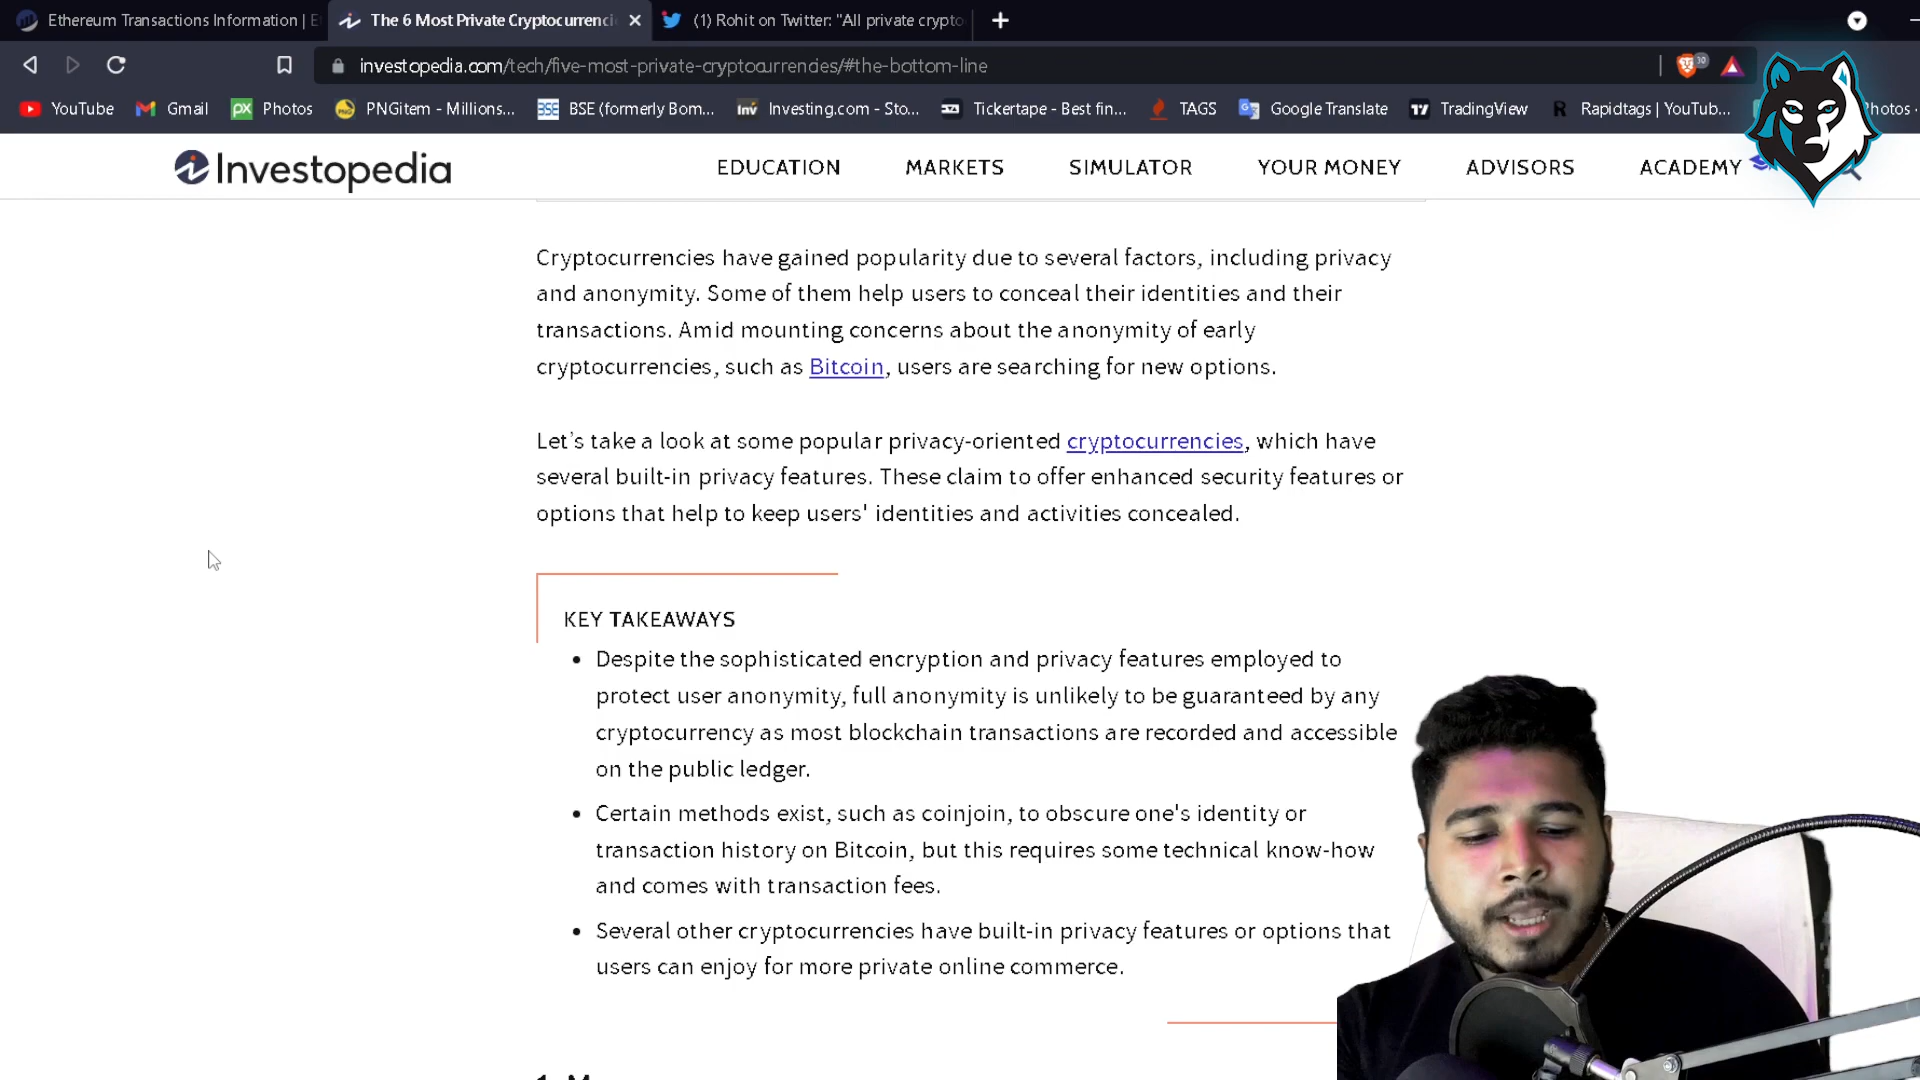 Ethereum Transactions Information |
The 6 Most Private Cryptocurrenci
(1) Rohit on Twitter: "All private crypto
investopedia.com/tech/five-most-private-cryptocurrencies/#the-bottom-line
30
YouTube
Gmail
px Photos
PNGitem - Millions...
BSE BSE (formerly Bom...
Inv Investing.com - Sto...
Tickertape - Best fin...
TAGS
Google Translate
TradingView
R Rapidtags | YouTub...
Photos
Investopedia
EDUCATION MARKETS SIMULATOR YOUR MONEY ADVISORS ACADEMY
Cryptocurrencies have gained popularity due to several factors, including privacy
and anonymity. Some of them help users to conceal their identities and their
transactions. Amid mounting concerns about the anonymity of early
cryptocurrencies, such as Bitcoin, users are searching for new options.
Let's take a look at some popular privacy-oriented cryptocurrencies, which have
several built-in privacy features. These claim to offer enhanced security features or
options that help to keep users' identities and activities concealed.
KEY TAKEAWAYS
• Despite the sophisticated encryption and privacy features employed to
protect user anonymity, full anonymity is unlikely to be guaranteed by any
cryptocurrency as most blockchain transactions are recorded and accessible
on the public ledger.
• Certain methods exist, such as coinjoin, to obscure one's identity or
transaction history on Bitcoin, but this requires some technical know-how
and comes with transaction fees.
• Several other cryptocurrencies have built-in privacy features or options that
users can enjoy for more private online commerce.